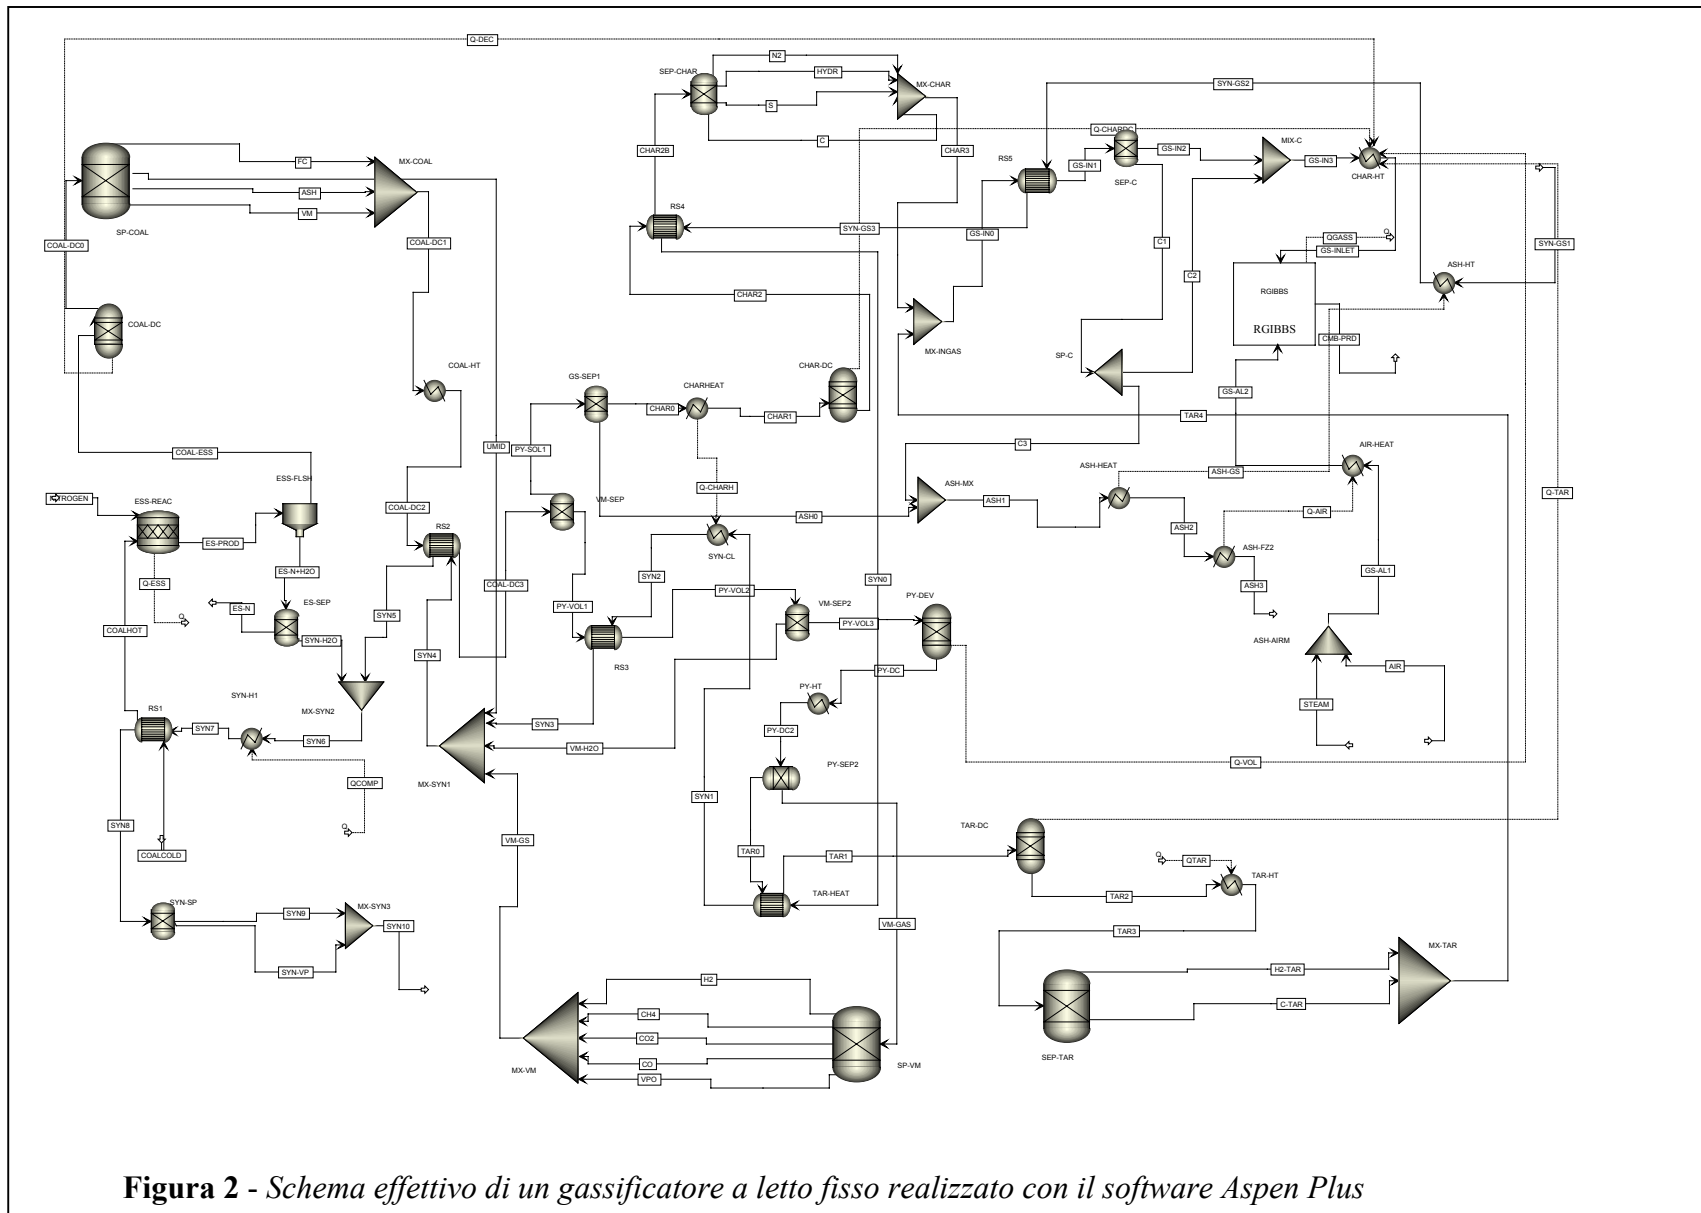 Q-DEC
N2
SEP-CHAR
HYDR
MX-CHAR
S
C
SYN-GS2
Q-CHARDC
MIX-C
CHAR2B
CHAR3
RS5
GS-IN1
GS-IN2
GS-IN3
SEP-C
CHAR-HT
FC
MX-COAL
ASH
VM
SP-COAL
COAL-DC0
COAL-DC1
RS4
SYN-GS3
GS-IN0
C1
C2
QGASS
Q
GS-INLET
SYN-GS1
ASH-HT
RGIBBS
RGIBBS
CMB-PRD
CHAR2
COAL-DC
MX-INGAS
SP-C
COAL-HT
GS-SEP1
CHARHEAT
CHAR-DC
CHAR0
CHAR1
GS-AL2
TAR4
UMID
PY-SOL1
C3
AIR-HEAT
COAL-ESS
ESS-FLSH
ASH-HEAT
ASH-GS
ESS-REAC
COAL-DC2
VM-SEP
Q-CHARH
ASH-MX
ASH1
Q-TAR
ASH0
Q-AIR
RS2
ASH2
ES-PROD
SYN-CL
ASH-FZ2
ES-N+H2O
Q-ESS
COAL-DC3
SYN2
SYN0
ASH3
GS-AL1
ES-SEP
ES-N
Q
PY-VOL1
PY-VOL2
VM-SEP2
PY-DEV
COALHOT
SYN-H2O
SYN5
PY-VOL3
ASH-AIRM
SYN4
RS3
PY-DC
AIR
SYN-H1
MX-SYN2
PY-HT
STEAM
RS1
SYN7
SYN6
SYN3
VM-H2O
PY-DC2
Q-VOL
MX-SYN1
PY-SEP2
QCOMP
SYN1
SYN8
Q
TAR-DC
VM-GS
TAR0
TAR1
Q
QTAR
COALCOLD
TAR-HT
TAR-HEAT
TAR2
SYN-SP
SYN9
MX-SYN3
SYN10
VM-GAS
TAR3
MX-TAR
SYN-VP
H2-TAR
H2
C-TAR
CH4
CO2
CO
SEP-TAR
MX-VM
SP-VM
VPO
Figura 2 - Schema effettivo di un gassificatore a letto fisso realizzato con il software Aspen Plus